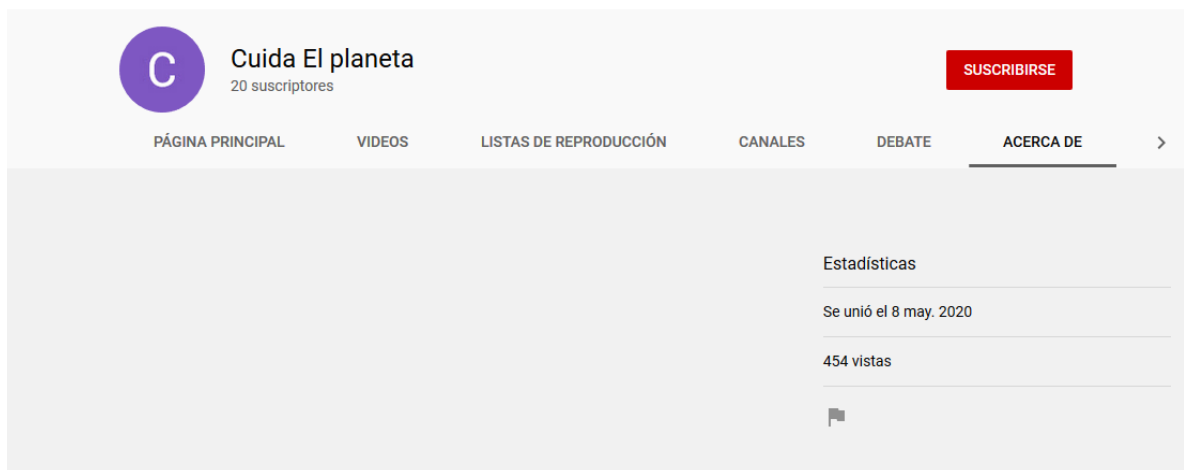 C
Cuida El planeta
20 suscriptores
SUSCRIBIRSE
PÁGINA PRINCIPAL VIDEOS LISTAS DE REPRODUCCIÓN CANALES DEBATE ACERCA DE
Estadísticas
Se unió el 8 may. 2020
454 vistas